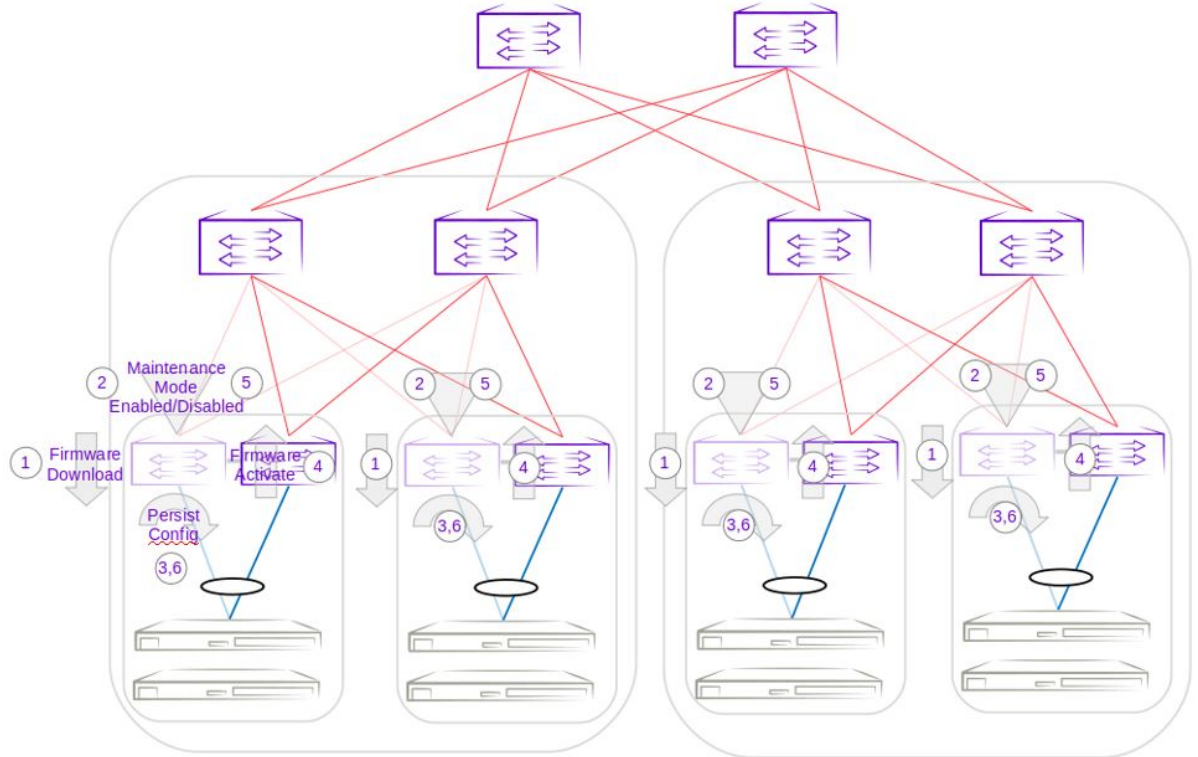 2
Maintenance
Mode
Enabled/Disabled
5
1
Firmware
Download
Firmware
Activate
4
Persist
Config
3,6
2
5
1
4
3,6
2
5
1
4
3,6
2
5
1
4
3,6